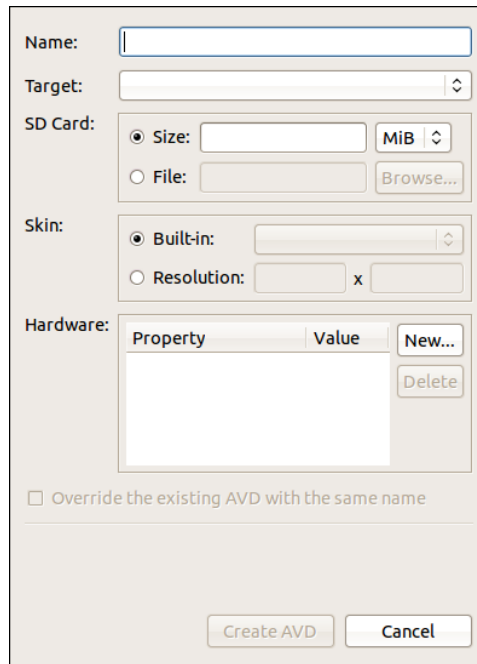 Name:
Target:
SD Card:
Size: MiB
File: Browse...
Skin:
Built-in:
Resolution: x
Hardware:
Property Value New...
Delete
Override the existing AVD with the same name
Create AVD Cancel